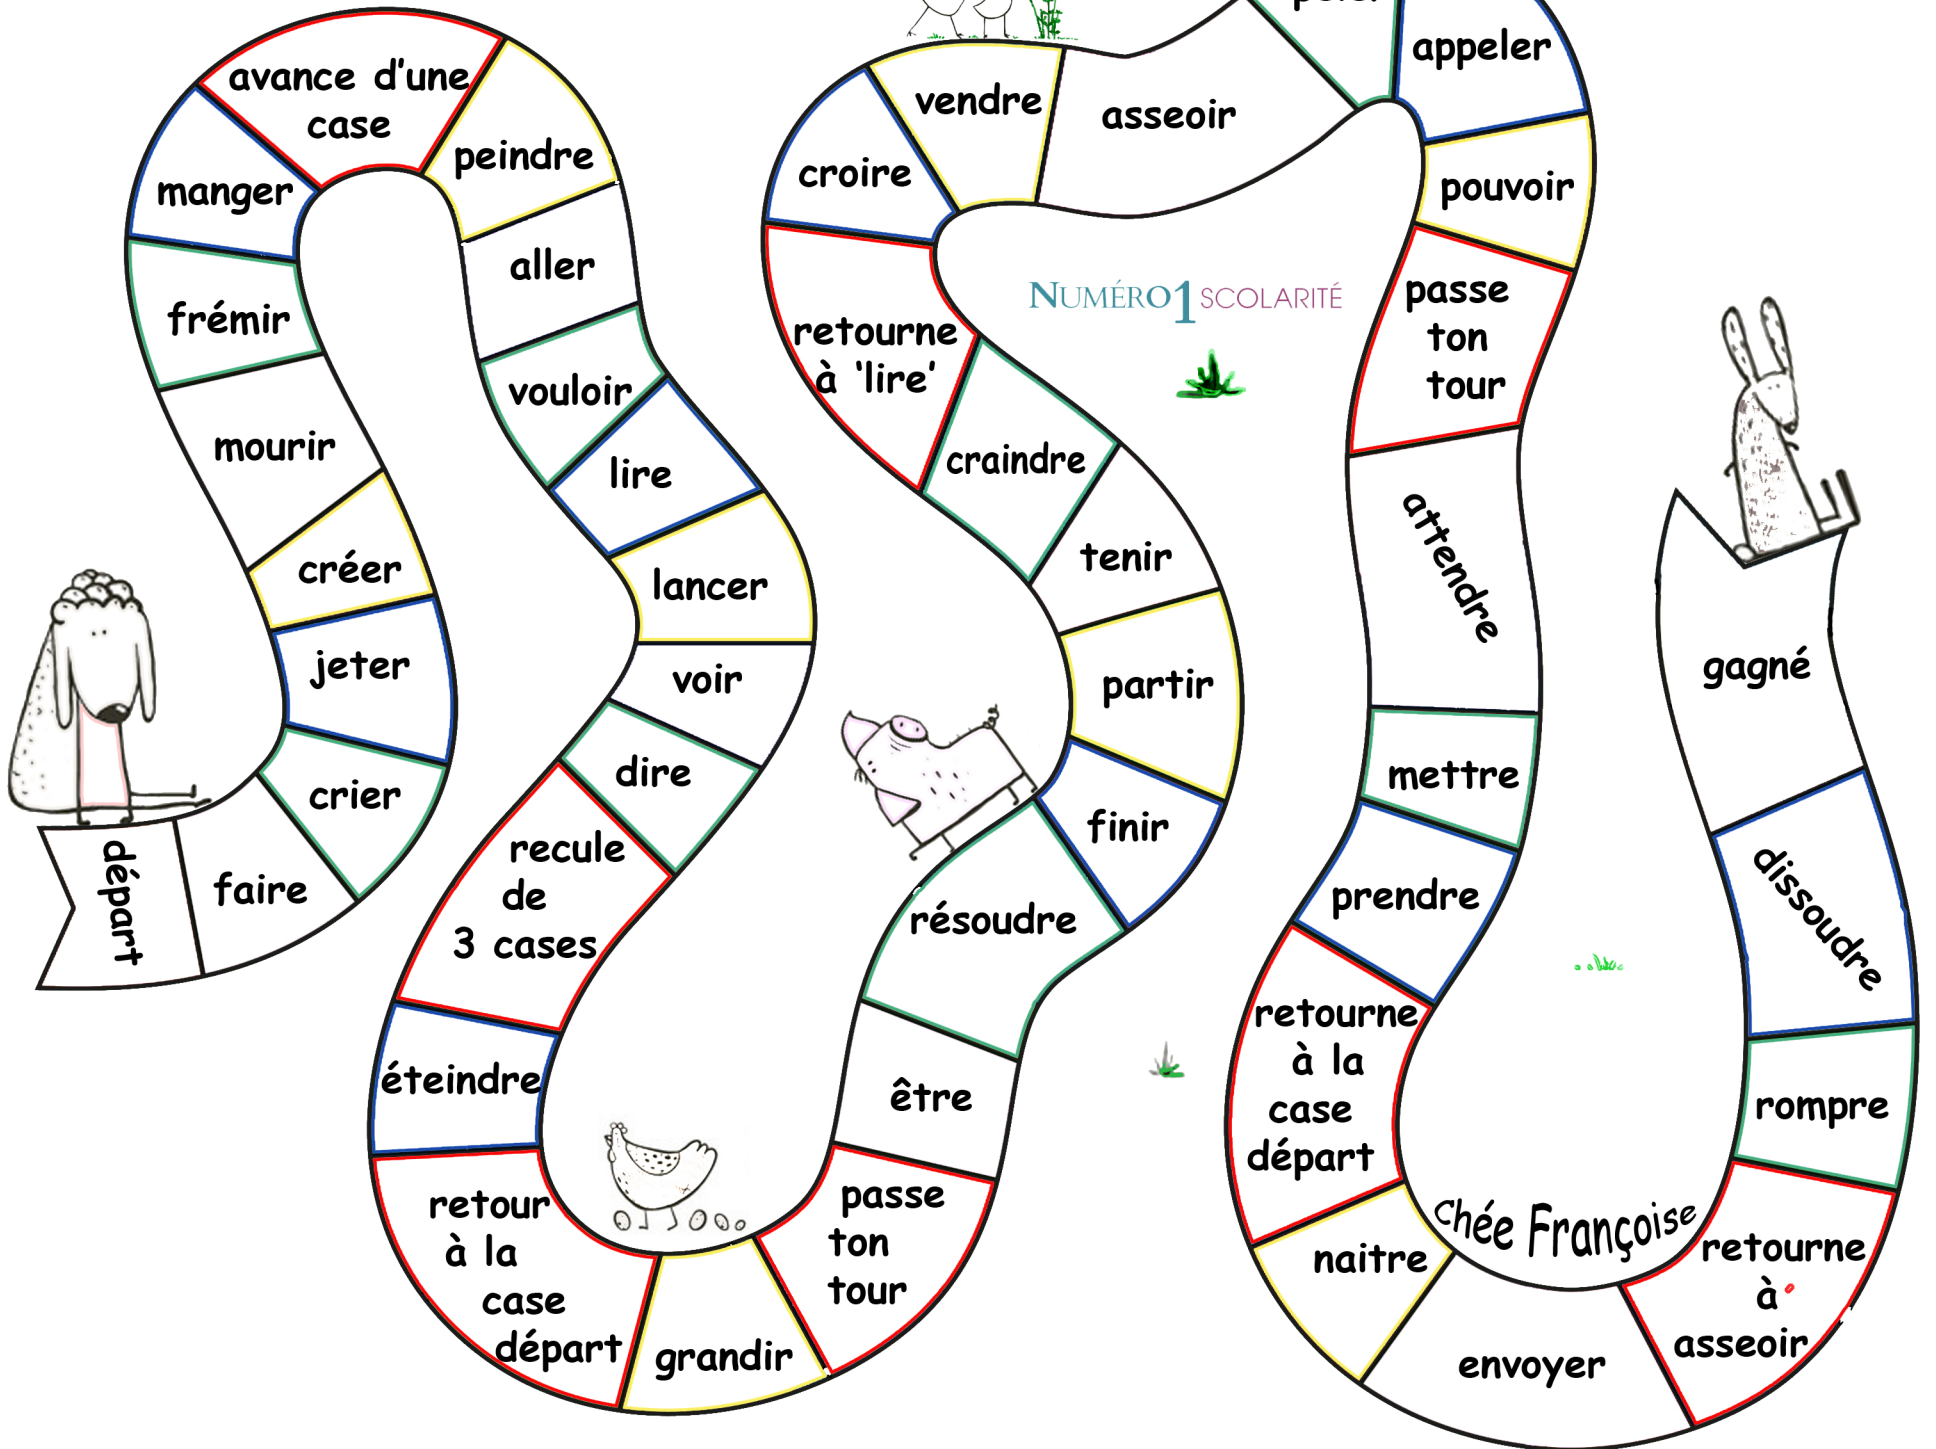 départ
faire
crier
jeter
créer
mourir
frémir
manger
avance d'une
case
peindre
aller
vouloir
lire
lancer
voir
dire
recule
de
3 cases
éteindre
retour
à la
case
départ
grandir
passe
ton
tour
être
résoudre
finir
partir
tenir
craindre
retourne
à 'lire'
croire
vendre
asseoir
appeler
pouvoir
passe
ton
tour
attendre
mettre
prendre
retourne
à la
case
départ
naitre
envoyer
retourne
à
asseoir
rompre
dissoudre
gagné
NUMÉRO1SCOLARITÉ
Chée Françoise